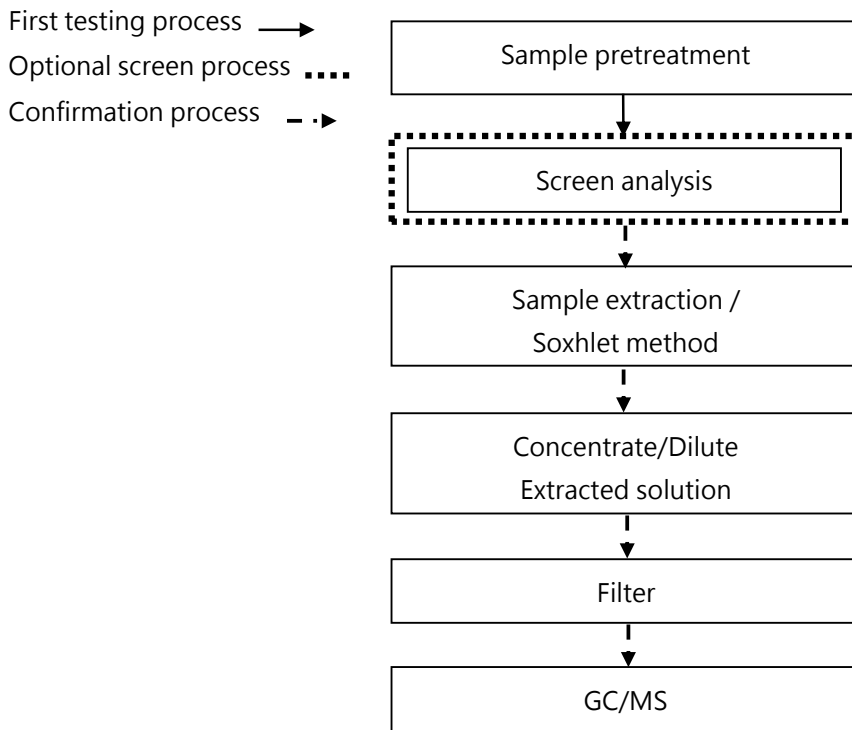 First testing process
Optional screen process
Confirmation process
Sample pretreatment
Screen analysis
Sample extraction /
Soxhlet method
Concentrate/Dilute
Extracted solution
Filter
GC/MS